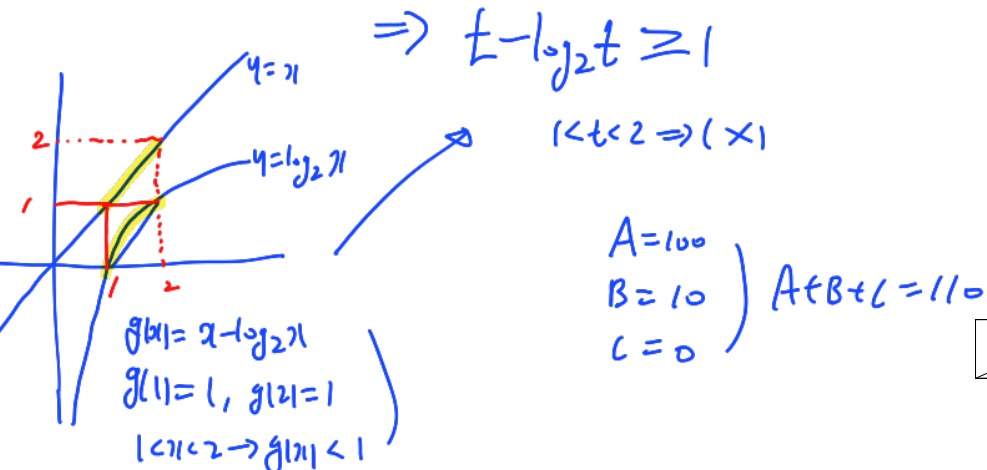 ⇒ t-log₂t ≥ 1
y=x
2
1<t<2 ⇒ (×)
y=log₂x
1
A=100
B=10
C=0
A+B+C=110
1
2
g(x)= x-log₂x
g(1)=1, g(2)=1
1<x<2→g(x)<1